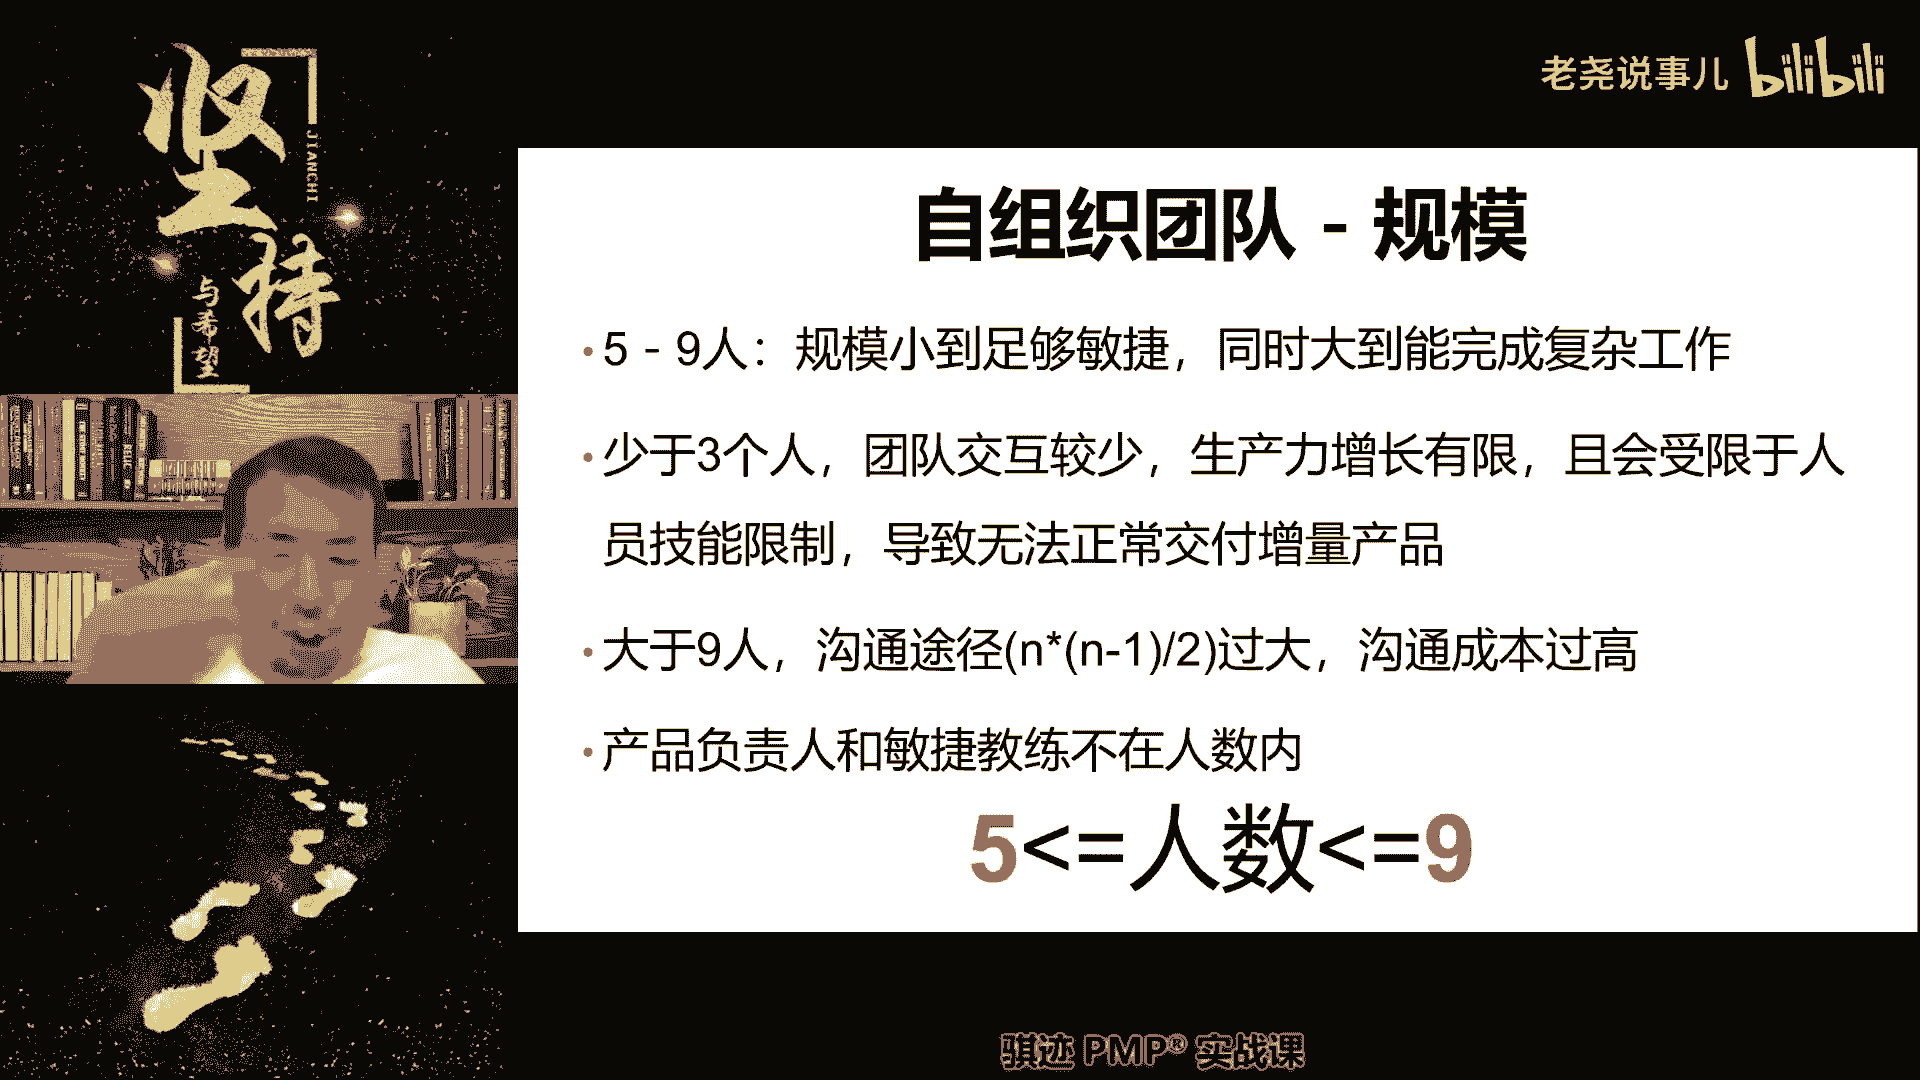 坚持
JIANCHI
与希望
老尧说事儿 bilibili
自组织团队 - 规模
·5 - 9人：规模小到足够敏捷，同时大到能完成复杂工作
·少于3个人，团队交互较少，生产力增长有限，且会受限于人
员技能限制，导致无法正常交付增量产品
·大于9人，沟通途径(n*(n-1)/2)过大，沟通成本过高
·产品负责人和敏捷教练不在人数内
5<=人数<=9
骐迹 PMP® 实战课